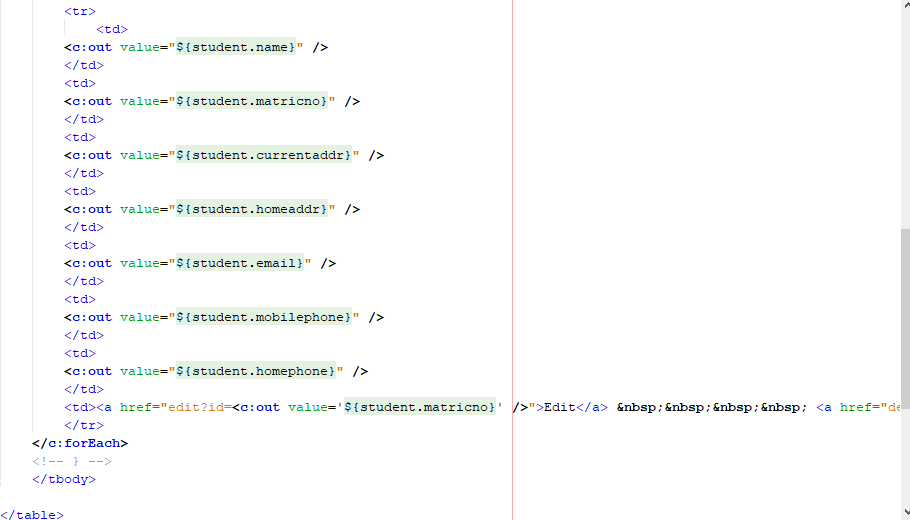 <tr>
<td>
<c:out value="${student.name}" />
</td>
<td>
<c:out value="${student.matricno}" />
</td>
<td>
<c:out value="${student.currentaddr}" />
</td>
<td>
<c:out value="${student.homeaddr}" />
</td>
<td>
<c:out value="${student.email}" />
</td>
<td>
<c:out value="${student.mobilephone}" />
</td>
<td>
<c:out value="${student.homephone}" />
</td>
<td><a href="edit?id=<c:out value='${student.matricno}' />">Edit</a> &nbsp;&nbsp;&nbsp;&nbsp; <a href="de
</tr>
</c:forEach>
<!-- } -->
</tbody>
</table>